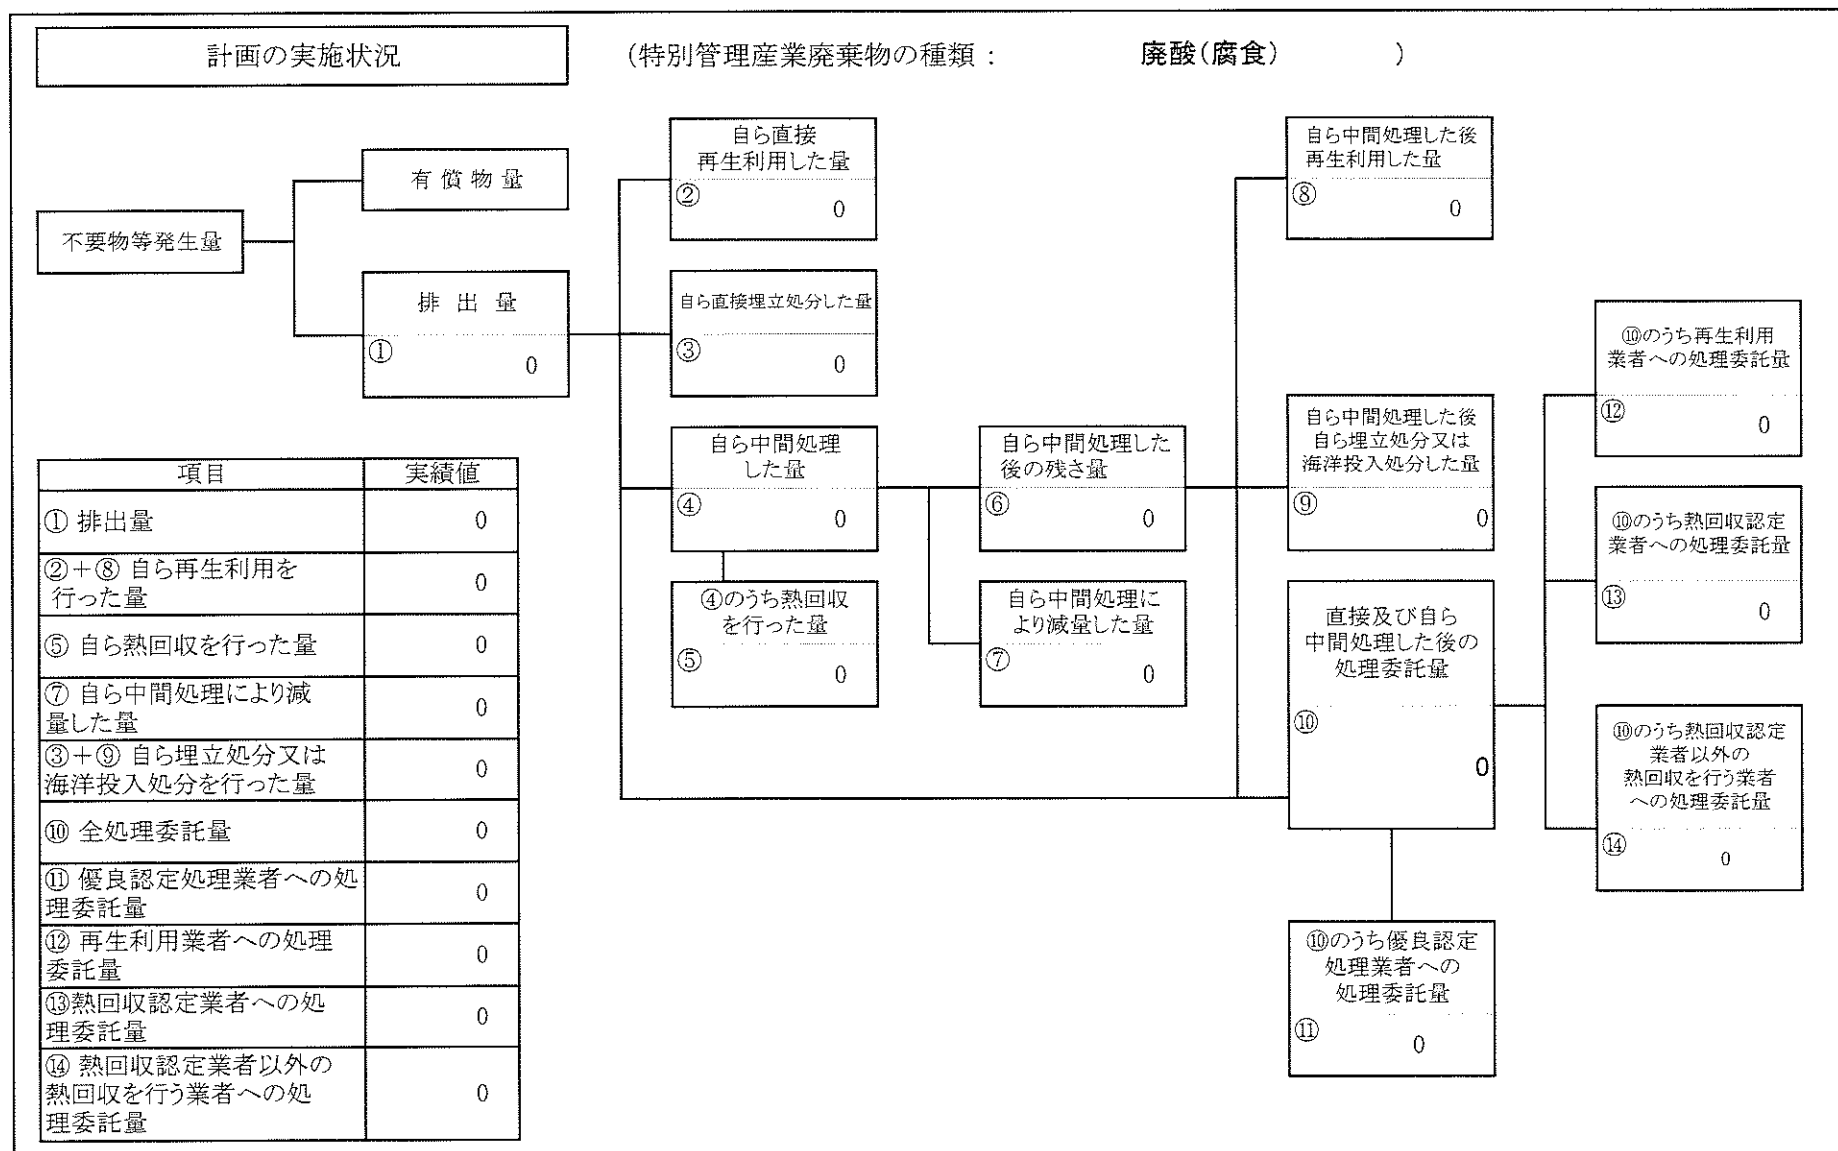 計画の実施状況
(特別管理産業廃棄物の種類： 廃酸(腐食) )
不要物等発生量
有償物量
排出量
①
0
自ら直接
再生利用した量
②
0
自ら直接埋立処分した量
③
0
自ら中間処理
した量
④
0
④のうち熱回収
を行った量
⑤
0
自ら中間処理した
後の残さ量
⑥
0
自ら中間処理に
より減量した量
⑦
0
自ら中間処理した後
再生利用した量
⑧
0
自ら中間処理した後
自ら埋立処分又は
海洋投入処分した量
⑨
0
直接及び自ら
中間処理した後の
処理委託量
⑩
0
⑩のうち優良認定
処理業者への
処理委託量
⑪
0
⑩のうち再生利用
業者への処理委託量
⑫
0
⑩のうち熱回収認定
業者への処理委託量
⑬
0
⑩のうち熱回収認定
業者以外の
熱回収を行う業者
への処理委託量
⑭
0
項目 実績値
① 排出量 0
②＋⑧ 自ら再生利用を
行った量 0
⑤ 自ら熱回収を行った量 0
⑦ 自ら中間処理により減
量した量 0
③＋⑨ 自ら埋立処分又は
海洋投入処分を行った量 0
⑩ 全処理委託量 0
⑪ 優良認定処理業者への処
理委託量 0
⑫ 再生利用業者への処理
委託量 0
⑬熱回収認定業者への処
理委託量 0
⑭ 熱回収認定業者以外の
熱回収を行う業者への処
理委託量 0